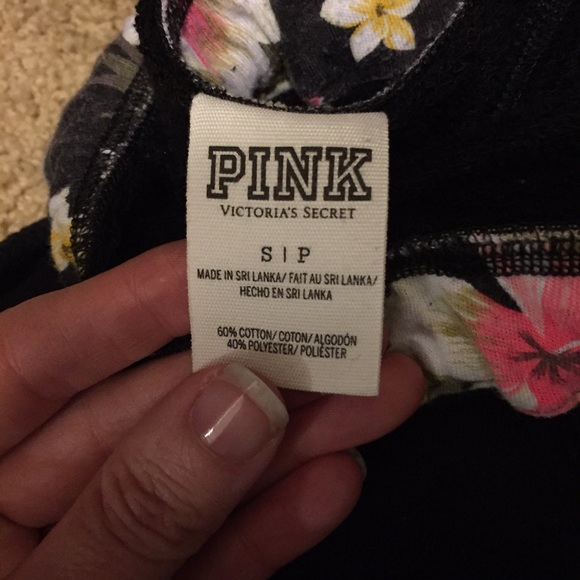 PINK
VICTORIA'S SECRET
S | P
MADE IN SRI LANKA/ FAIT AU SRI LANKA/
HECHO EN SRI LANKA
60% COTTON/ COTON/ ALGODÓN
40% POLYESTER/ POLIÉSTER